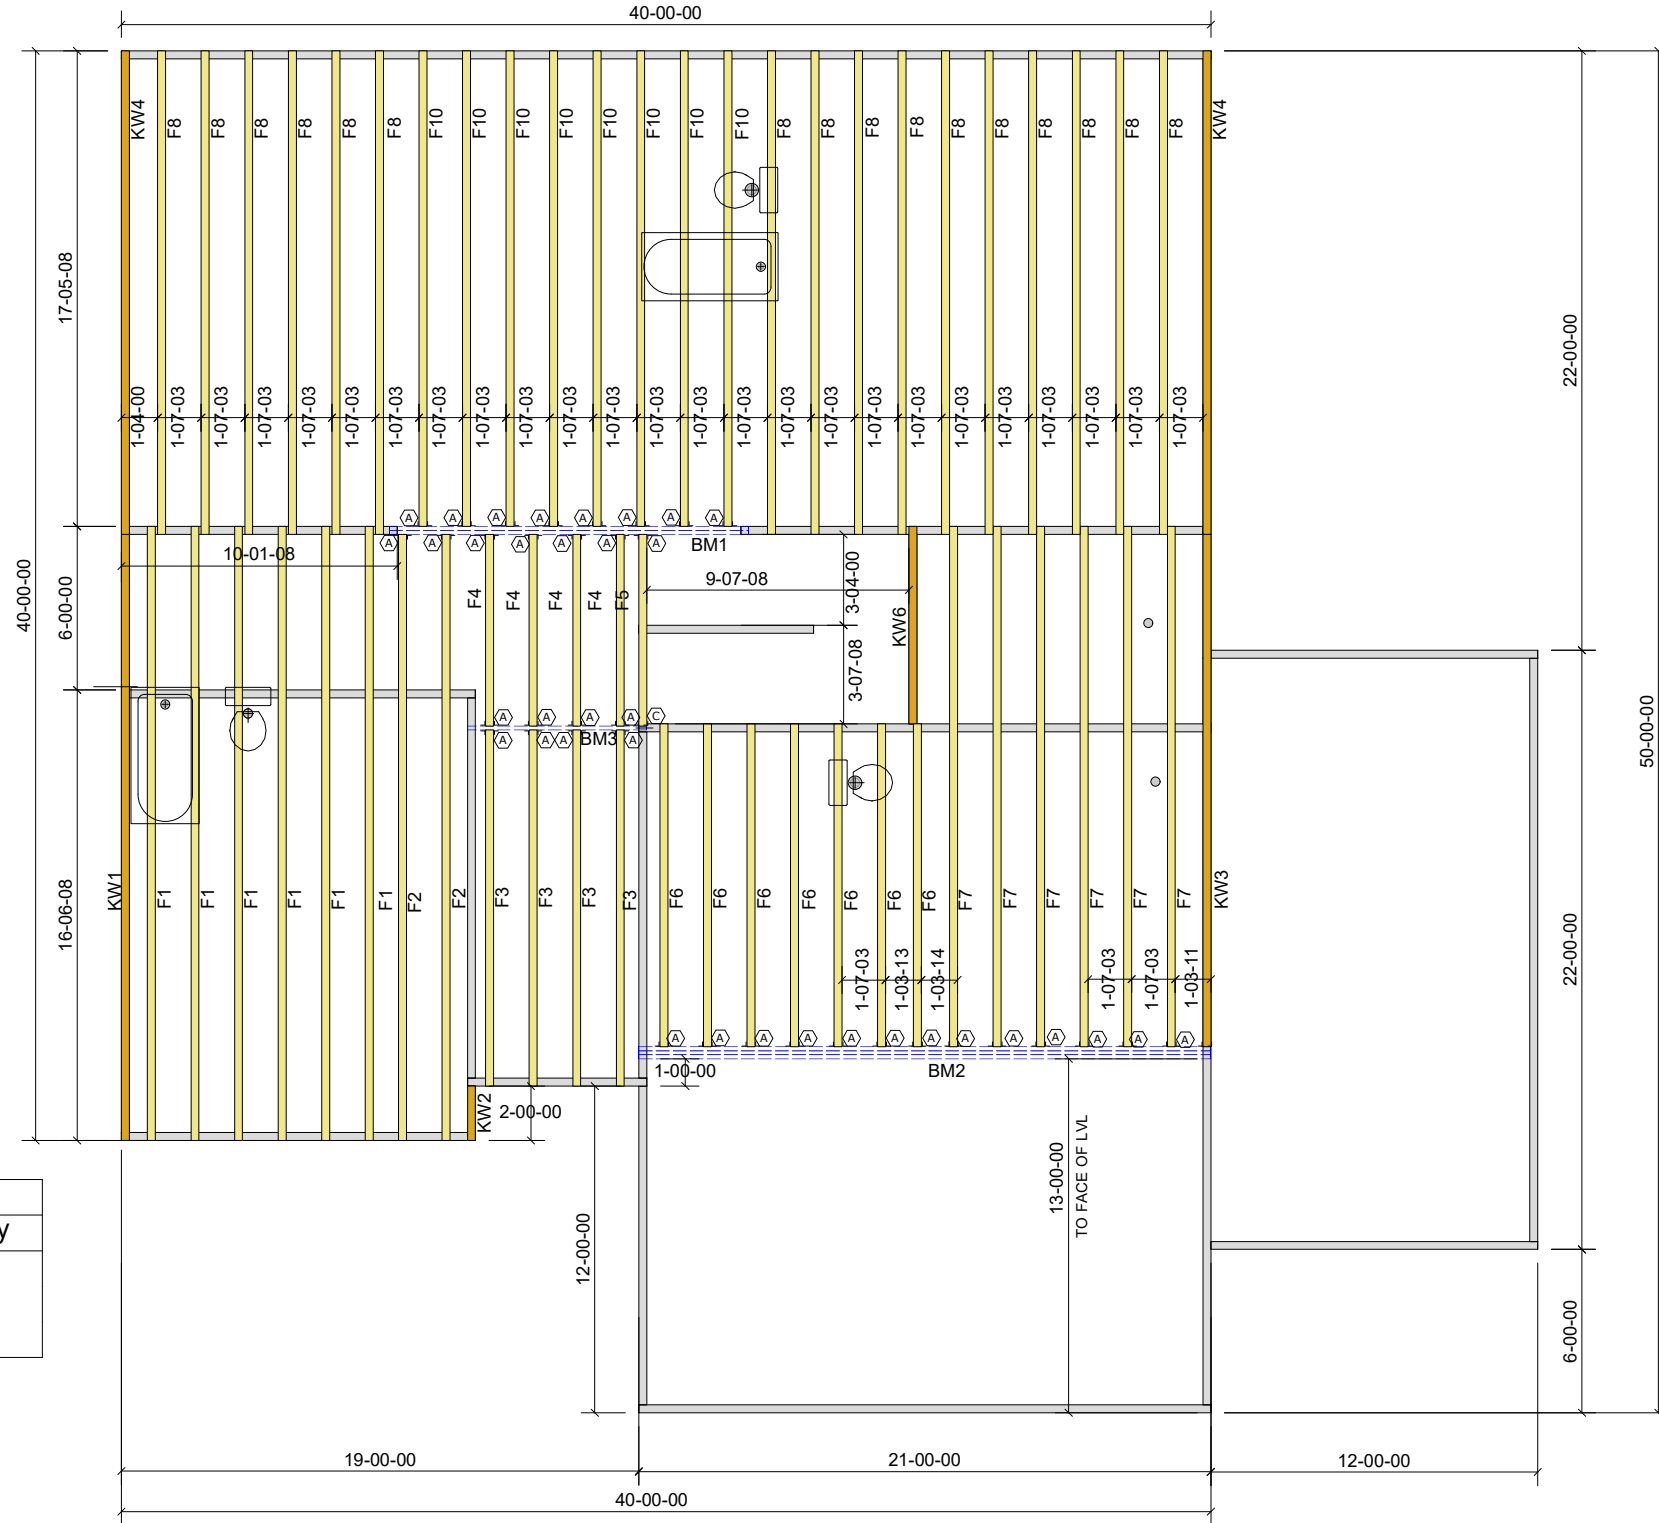 40-00-00
KW4 F8 F8 F8 F8 F8 F8 F10 F10 F10 F10 F10 F10 F10 F10 F8 F8 F8 F8 F8 F8 F8 F8 F8 F8 KW4
17-05-08
22-00-00
1-04-00 1-07-03 1-07-03 1-07-03 1-07-03 1-07-03 1-07-03 1-07-03 1-07-03 1-07-03 1-07-03 1-07-03 1-07-03 1-07-03 1-07-03 1-07-03 1-07-03 1-07-03 1-07-03 1-07-03 1-07-03 1-07-03 1-07-03 1-07-03 1-07-03
A A A A A A A A
A A A A A A A A
BM1
10-01-08
9-07-08
3-04-00
40-00-00
6-00-00
F4 F4 F4 F4 F5
KW6
3-07-08
A A A A C
A A A BM3 A
50-00-00
16-06-08
KW1 F1 F1 F1 F1 F1 F1 F2 F2 F3 F3 F3 F3 F6 F6 F6 F6 F6 F6 F6 F7 F7 F7 F7 F7 F7 KW3
22-00-00
1-07-03 1-03-13 1-03-14 1-07-03 1-07-03 1-03-11
A A A A A A A A A A A A A
1-00-00
BM2
KW2
2-00-00
13-00-00
TO FACE OF LVL
y
12-00-00
6-00-00
19-00-00
21-00-00
12-00-00
40-00-00